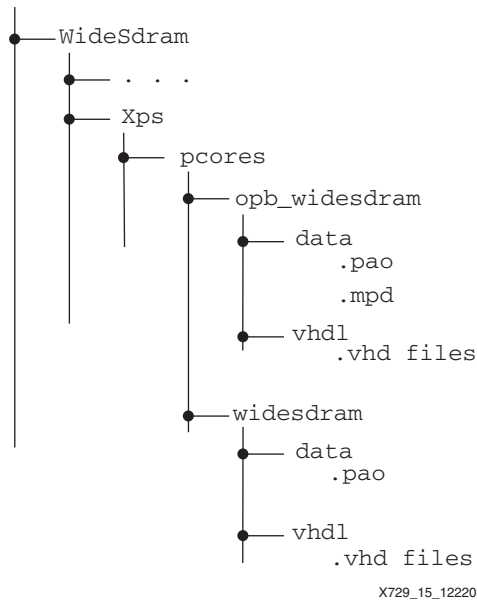 WideSdram
. . .
Xps
pcores
opb_widesdram
data
.pao
.mpd
vhdl
.vhd files
widesdram
data
.pao
vhdl
.vhd files
X729_15_12220